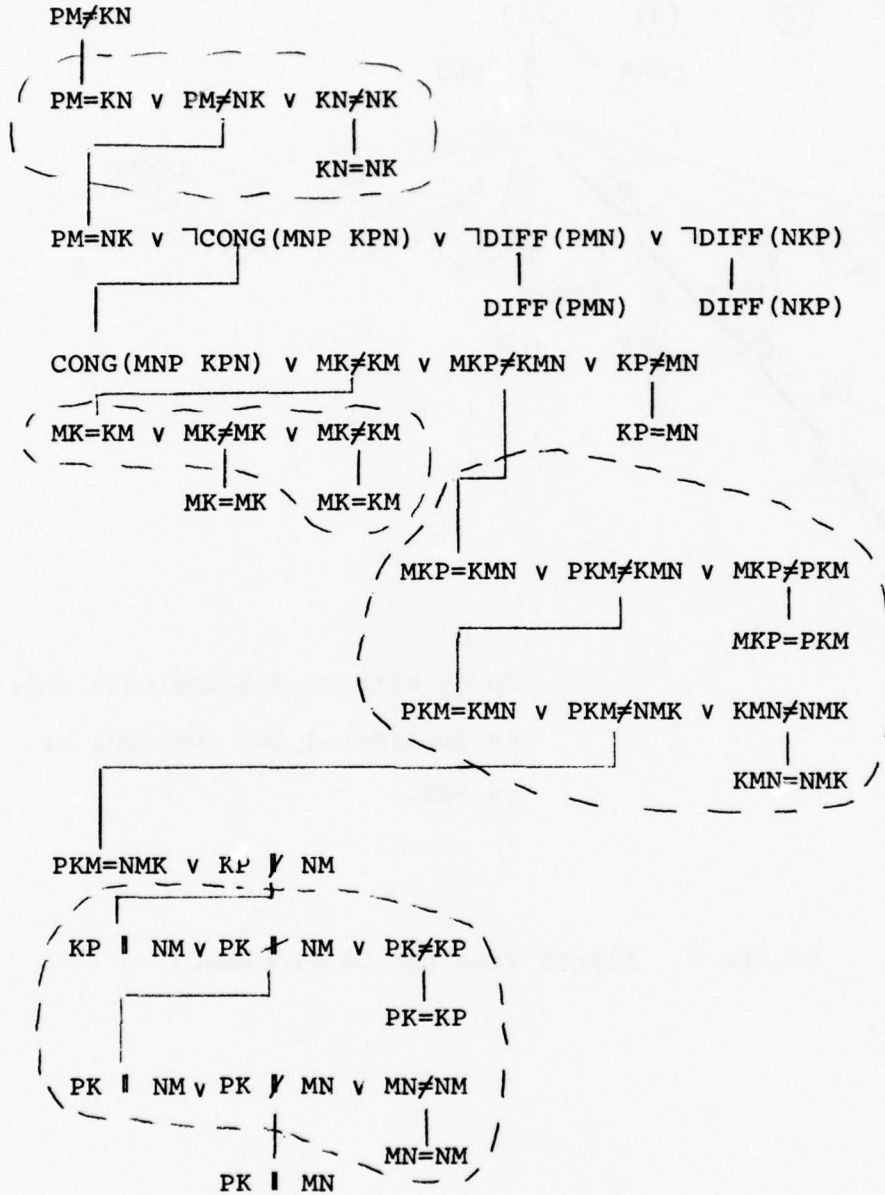 PM≠KN
PM=KN v PM≠NK v KN≠NK
KN=NK
PM=NK v ┐CONG(MNP KPN) v ┐DIFF(PMN) v ┐DIFF(NKP)
DIFF(PMN) DIFF(NKP)
CONG(MNP KPN) v MK≠KM v MKP≠KMN v KP≠MN
KP=MN
MK=KM v MK≠MK v MK≠KM
MK=MK MK=KM
MKP=KMN v PKM≠KMN v MKP≠PKM
MKP=PKM
PKM=KMN v PKM≠NMK v KMN≠NMK
KMN=NMK
PKM=NMK v KP ∦ NM
KP ∥ NM v PK ∦ NM v PK≠KP
PK=KP
PK ∥ NM v PK ∦ MN v MN≠NM
MN=NM
PK ∥ MN